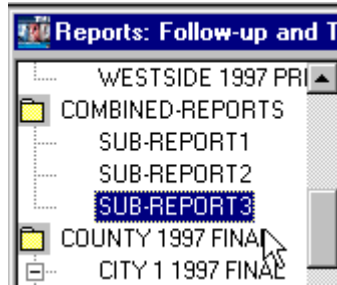 Reports: Follow-up and T
WESTSIDE 1997 PRI
COMBINED-REPORTS
SUB-REPORT1
SUB-REPORT2
SUB-REPORT3
COUNTY 1997 FINAL
CITY 1 1997 FINAL